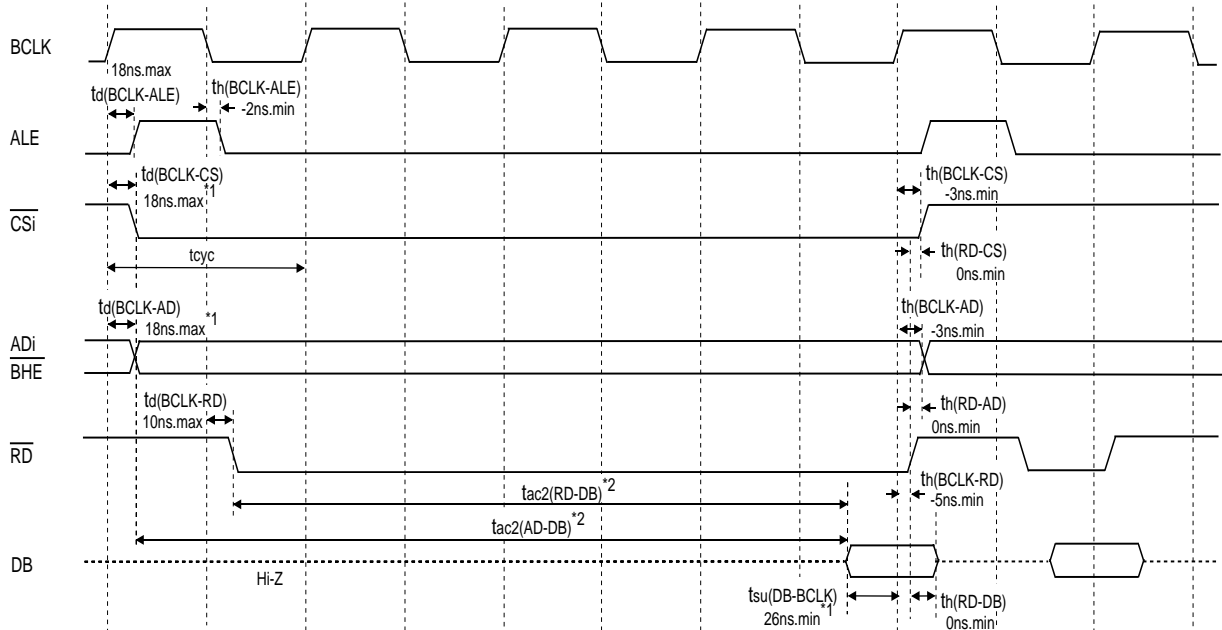 BCLK
18ns.max
td(BCLK-ALE)
th(BCLK-ALE)
-2ns.min
ALE
td(BCLK-CS)
18ns.max*1
th(BCLK-CS)
-3ns.min
CSi
tcyc
th(RD-CS)
0ns.min
td(BCLK-AD)
18ns.max*1
th(BCLK-AD)
-3ns.min
ADi
BHE
td(BCLK-RD)
10ns.max
th(RD-AD)
0ns.min
RD
th(BCLK-RD)
-5ns.min
tac2(RD-DB)*2
tac2(AD-DB)*2
DB
Hi-Z
tsu(DB-BCLK)
26ns.min*1
th(RD-DB)
0ns.min